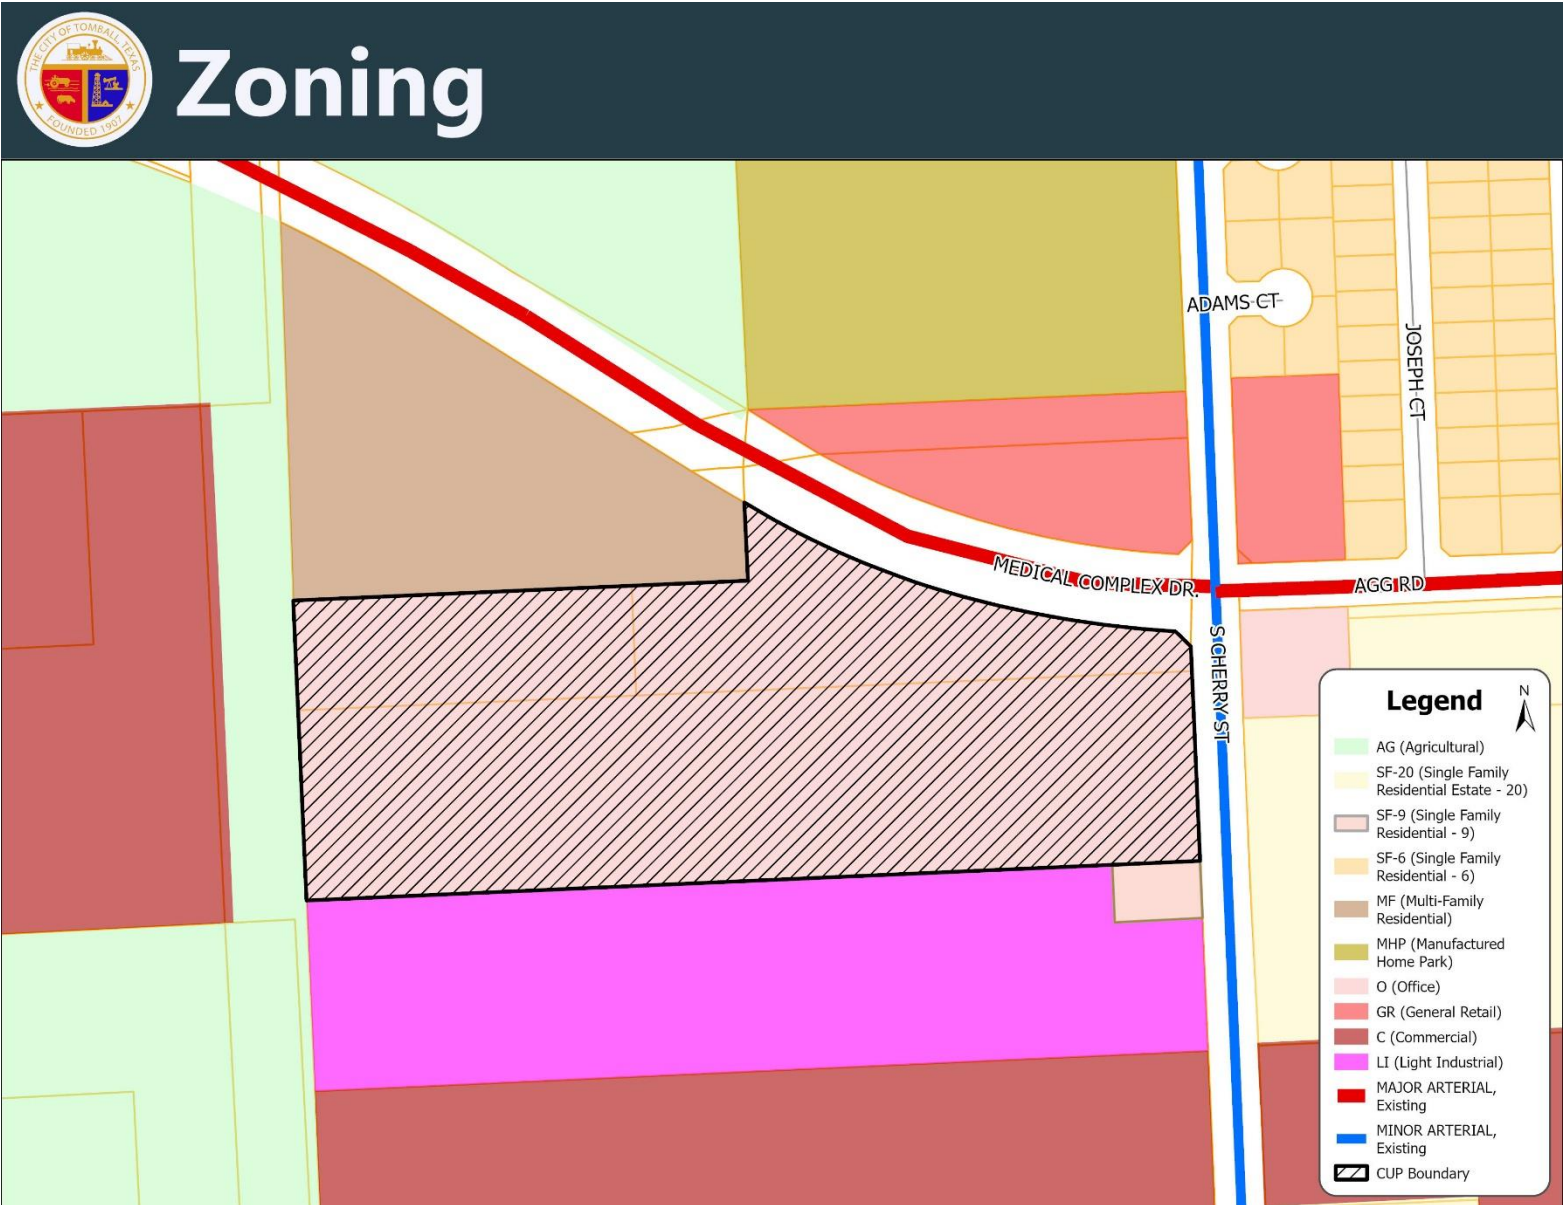 THE CITY OF TOMBALL, TEXAS
FOUNDED 1907
Zoning
ADAMS CT
JOSEPH CT
MEDICAL COMPLEX DR.
AGG RD
S CHERRY ST
Legend
N
AG (Agricultural)
SF-20 (Single Family
Residential Estate - 20)
SF-9 (Single Family
Residential - 9)
SF-6 (Single Family
Residential - 6)
MF (Multi-Family
Residential)
MHP (Manufactured
Home Park)
O (Office)
GR (General Retail)
C (Commercial)
LI (Light Industrial)
MAJOR ARTERIAL,
Existing
MINOR ARTERIAL,
Existing
CUP Boundary